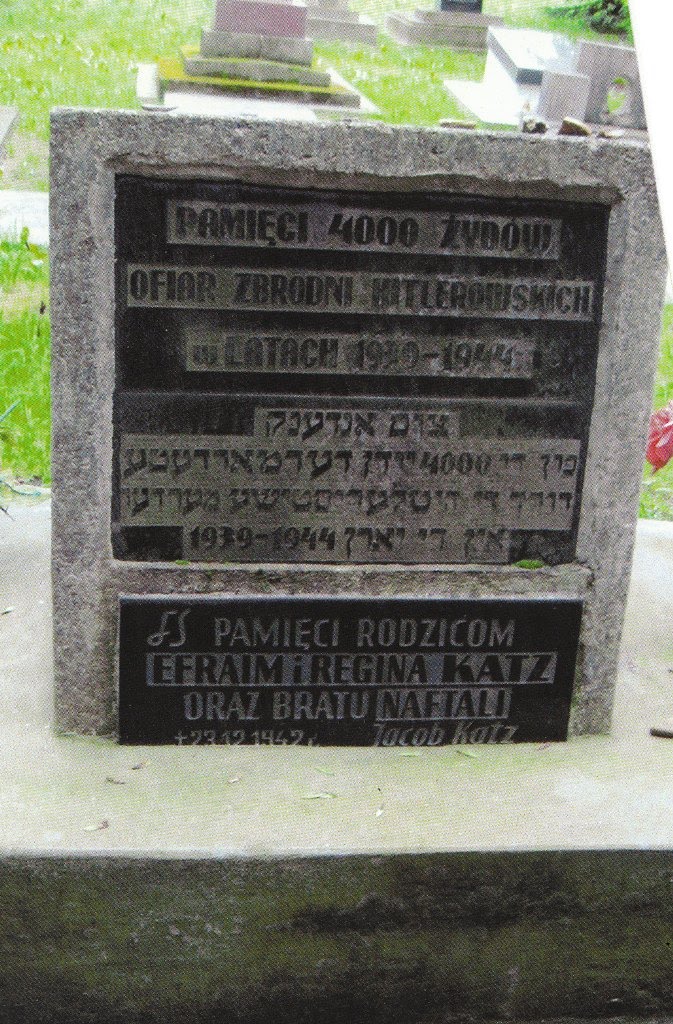 PAMIĘCI 4000 ŻYDÓW
OFIAR ZBRODNI HITLEROWSKICH
w LATACH 1939-1944
צום אנדענק
פון די 4000 יידן דערמארדטע
דורך די היטלעריסטישע מערדער
אין די יארן 1939-1944
PAMIĘCI RODZICOM
EFRAIM i REGINA KATZ
ORAZ BRATU NAFTALI
+ 23.12.1942 r. Jacob Katz